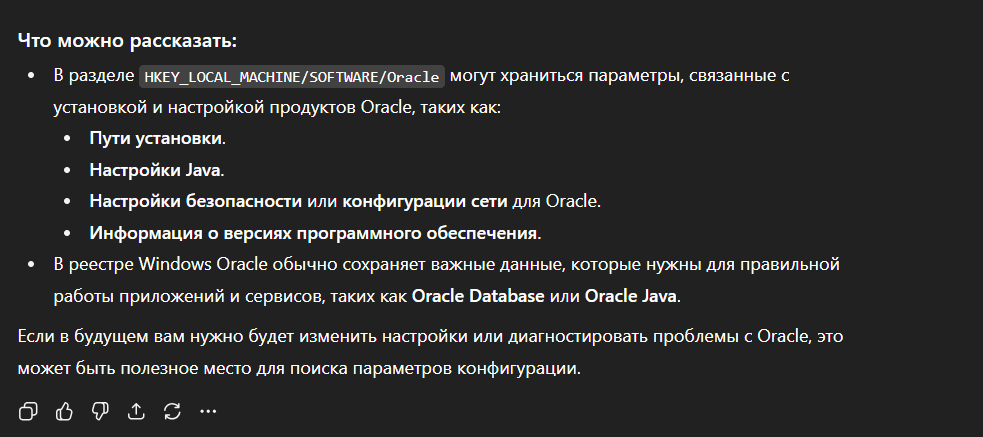 Что можно рассказать:
• В разделе HKEY_LOCAL_MACHINE/SOFTWARE/Oracle могут храниться параметры, связанные с
установкой и настройкой продуктов Oracle, таких как:
• Пути установки.
• Настройки Java.
• Настройки безопасности или конфигурации сети для Oracle.
• Информация о версиях программного обеспечения.
• В реестре Windows Oracle обычно сохраняет важные данные, которые нужны для правильной
работы приложений и сервисов, таких как Oracle Database или Oracle Java.
Если в будущем вам нужно будет изменить настройки или диагностировать проблемы с Oracle, это
может быть полезное место для поиска параметров конфигурации.